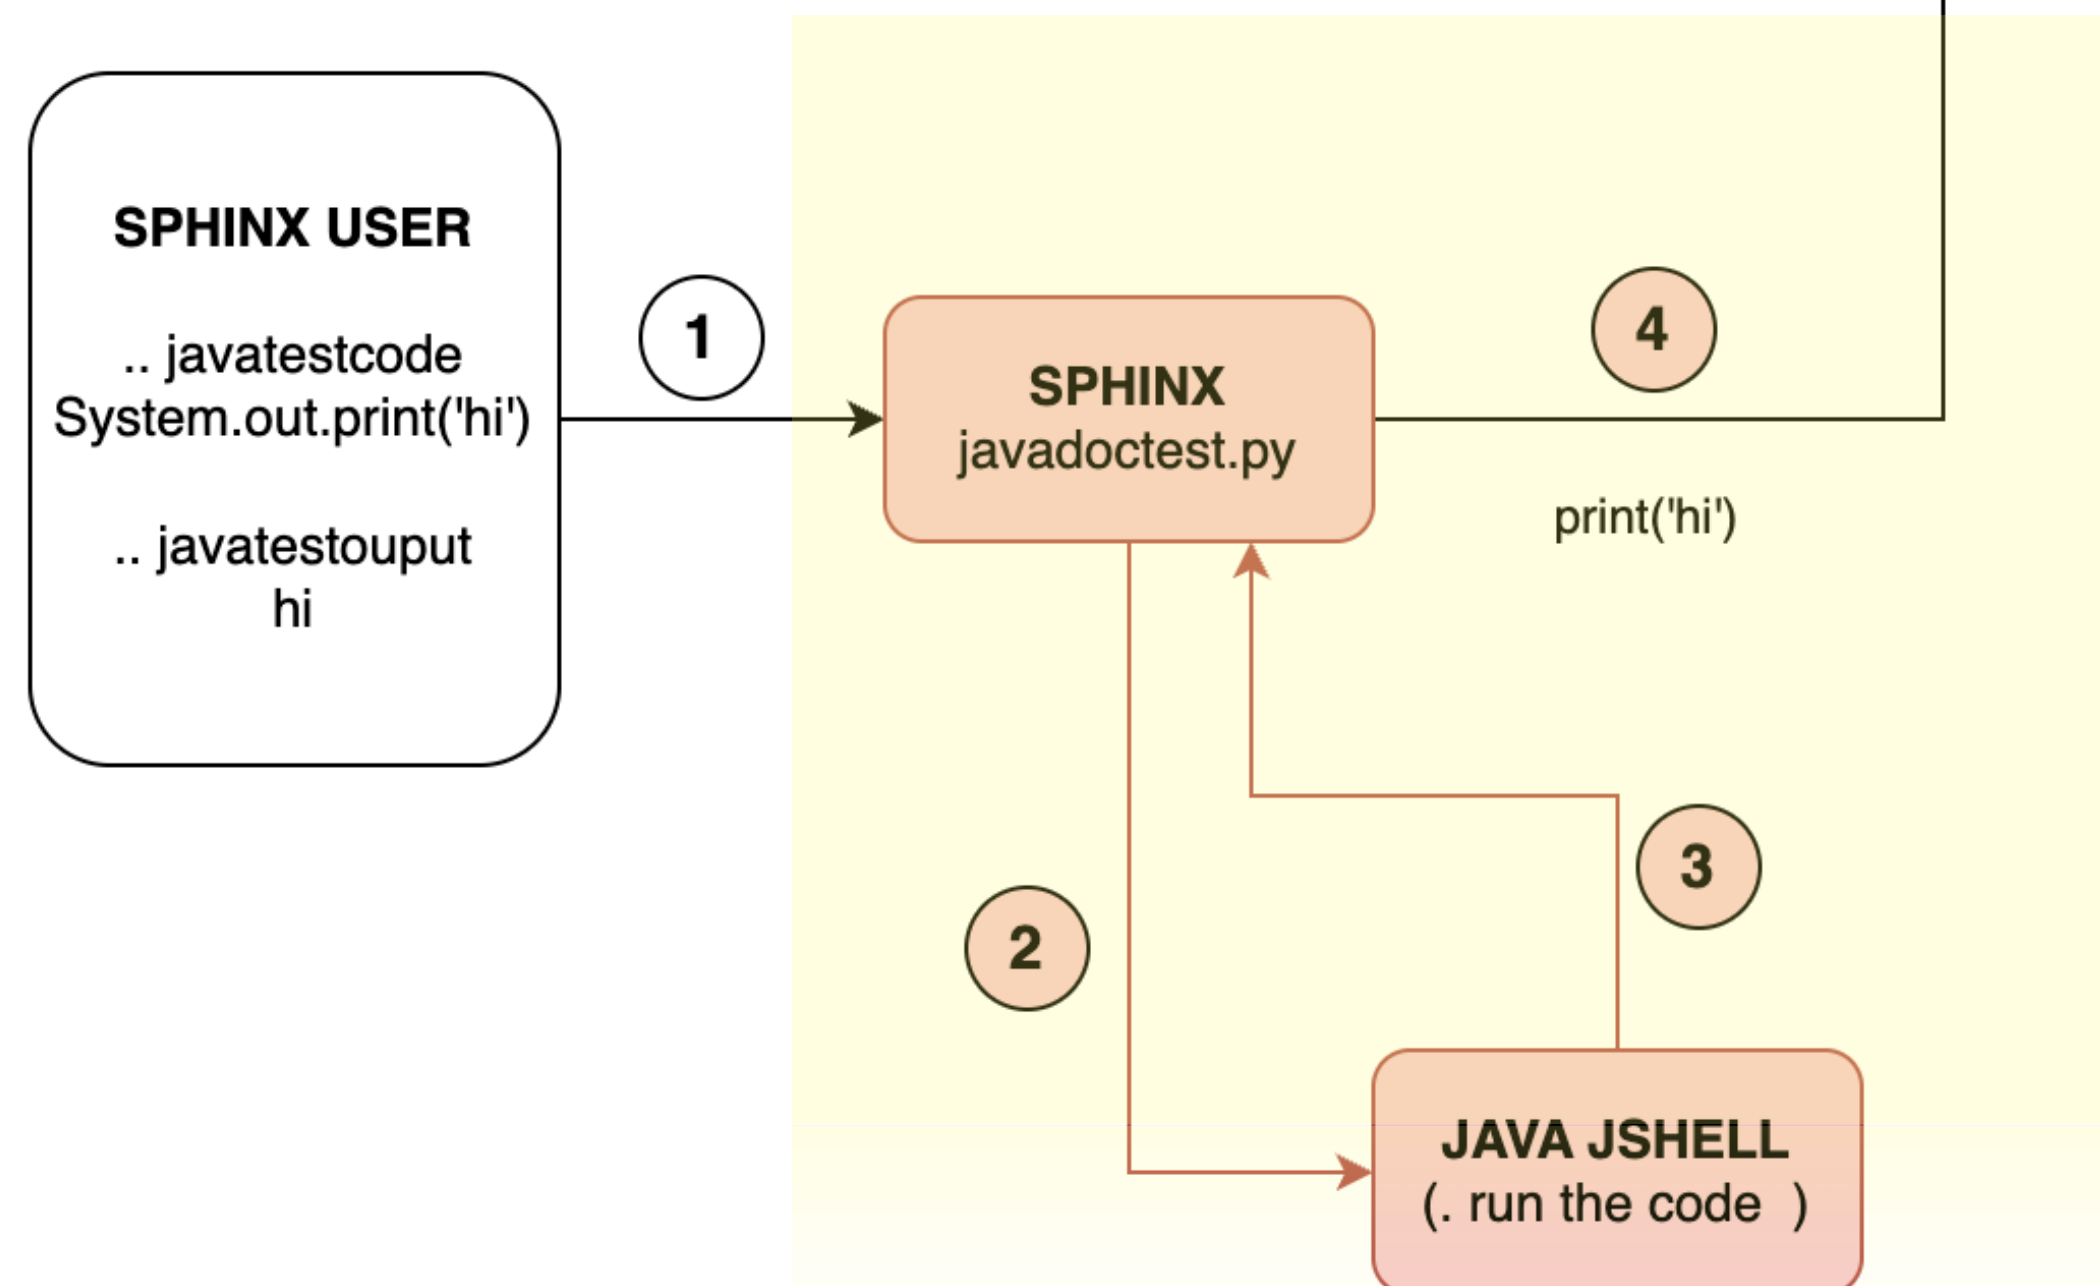 SPHINX USER
.. javatestcode
System.out.print('hi')
.. javatestouput
hi
1
SPHINX
javadoctest.py
4
print('hi')
2
3
JAVA JSHELL
(. run the code  )